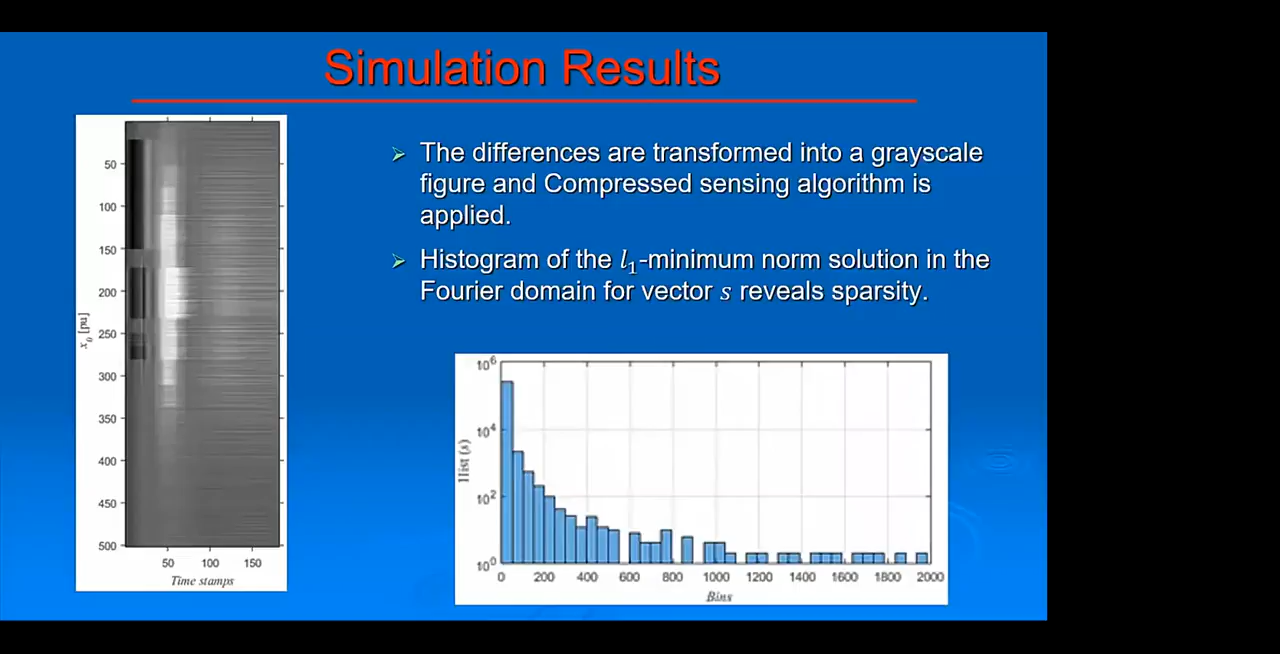 Simulation Results
The differences are transformed into a grayscale
figure and Compressed sensing algorithm is
applied.
Histogram of the l₁-minimum norm solution in the
Fourier domain for vector s reveals sparsity.
50
100
150
200
250
300
350
400
450
500
x₀ [pu]
50 100 150
Time stamps
10⁶
10⁴
10²
10⁰
Hist (s)
0 200 400 600 800 1000 1200 1400 1600 1800 2000
Bins